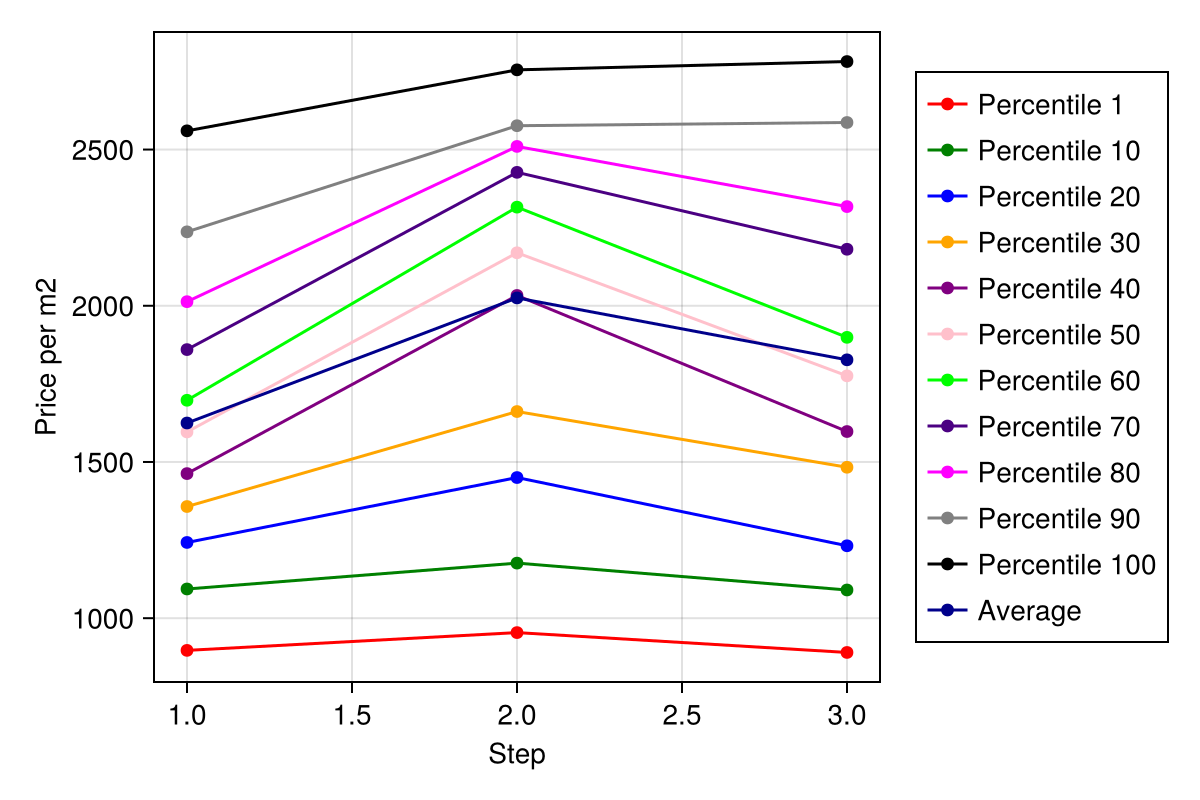 Price per m2
2500
2000
1500
1000
1.0 1.5 2.0 2.5 3.0
Step
Percentile 1
Percentile 10
Percentile 20
Percentile 30
Percentile 40
Percentile 50
Percentile 60
Percentile 70
Percentile 80
Percentile 90
Percentile 100
Average